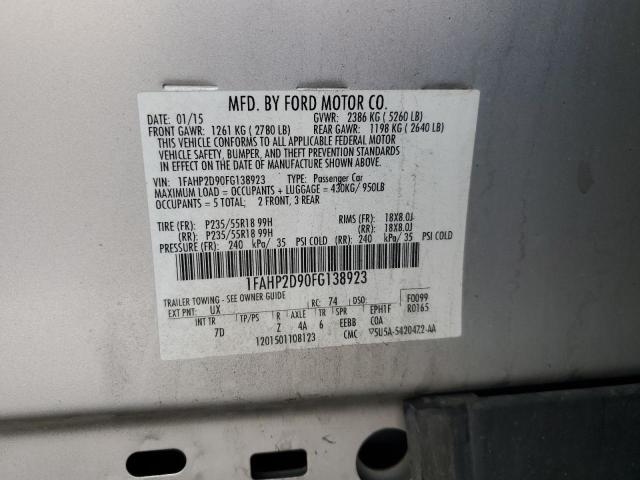 MFD. BY FORD MOTOR CO.
DATE: 01/15 GVWR: 2386 KG ( 5260 LB)
FRONT GAWR: 1261 KG ( 2780 LB) REAR GAWR: 1198 KG ( 2640 LB)
THIS VEHICLE CONFORMS TO ALL APPLICABLE FEDERAL MOTOR
VEHICLE SAFETY, BUMPER, AND THEFT PREVENTION STANDARDS
IN EFFECT ON THE DATE OF MANUFACTURE SHOWN ABOVE.
VIN: 1FAHP2D90FG138923 TYPE: Passenger Car
MAXIMUM LOAD = OCCUPANTS + LUGGAGE = 430KG/ 950LB
OCCUPANTS = 5 TOTAL; 2 FRONT, 3 REAR
TIRE (FR): P235/55R18 99H RIMS (FR): 18X8.0J
TIRE (RR): P235/55R18 99H (RR): 18X8.0J
PRESSURE (FR): 240 kPa/ 35 PSI COLD (RR): 240 kPa/ 35 PSI COLD
1FAHP2D90FG138923
TRAILER TOWING - SEE OWNER GUIDE
EXT PNT: UX RC: 74 DSO: F0099
INT TR TP/PS R AXLE TR SPR EPH1F R0165
7D Z 4A 6 EEBB COA
1201501108123 CMC 5U5A-5420472-AA